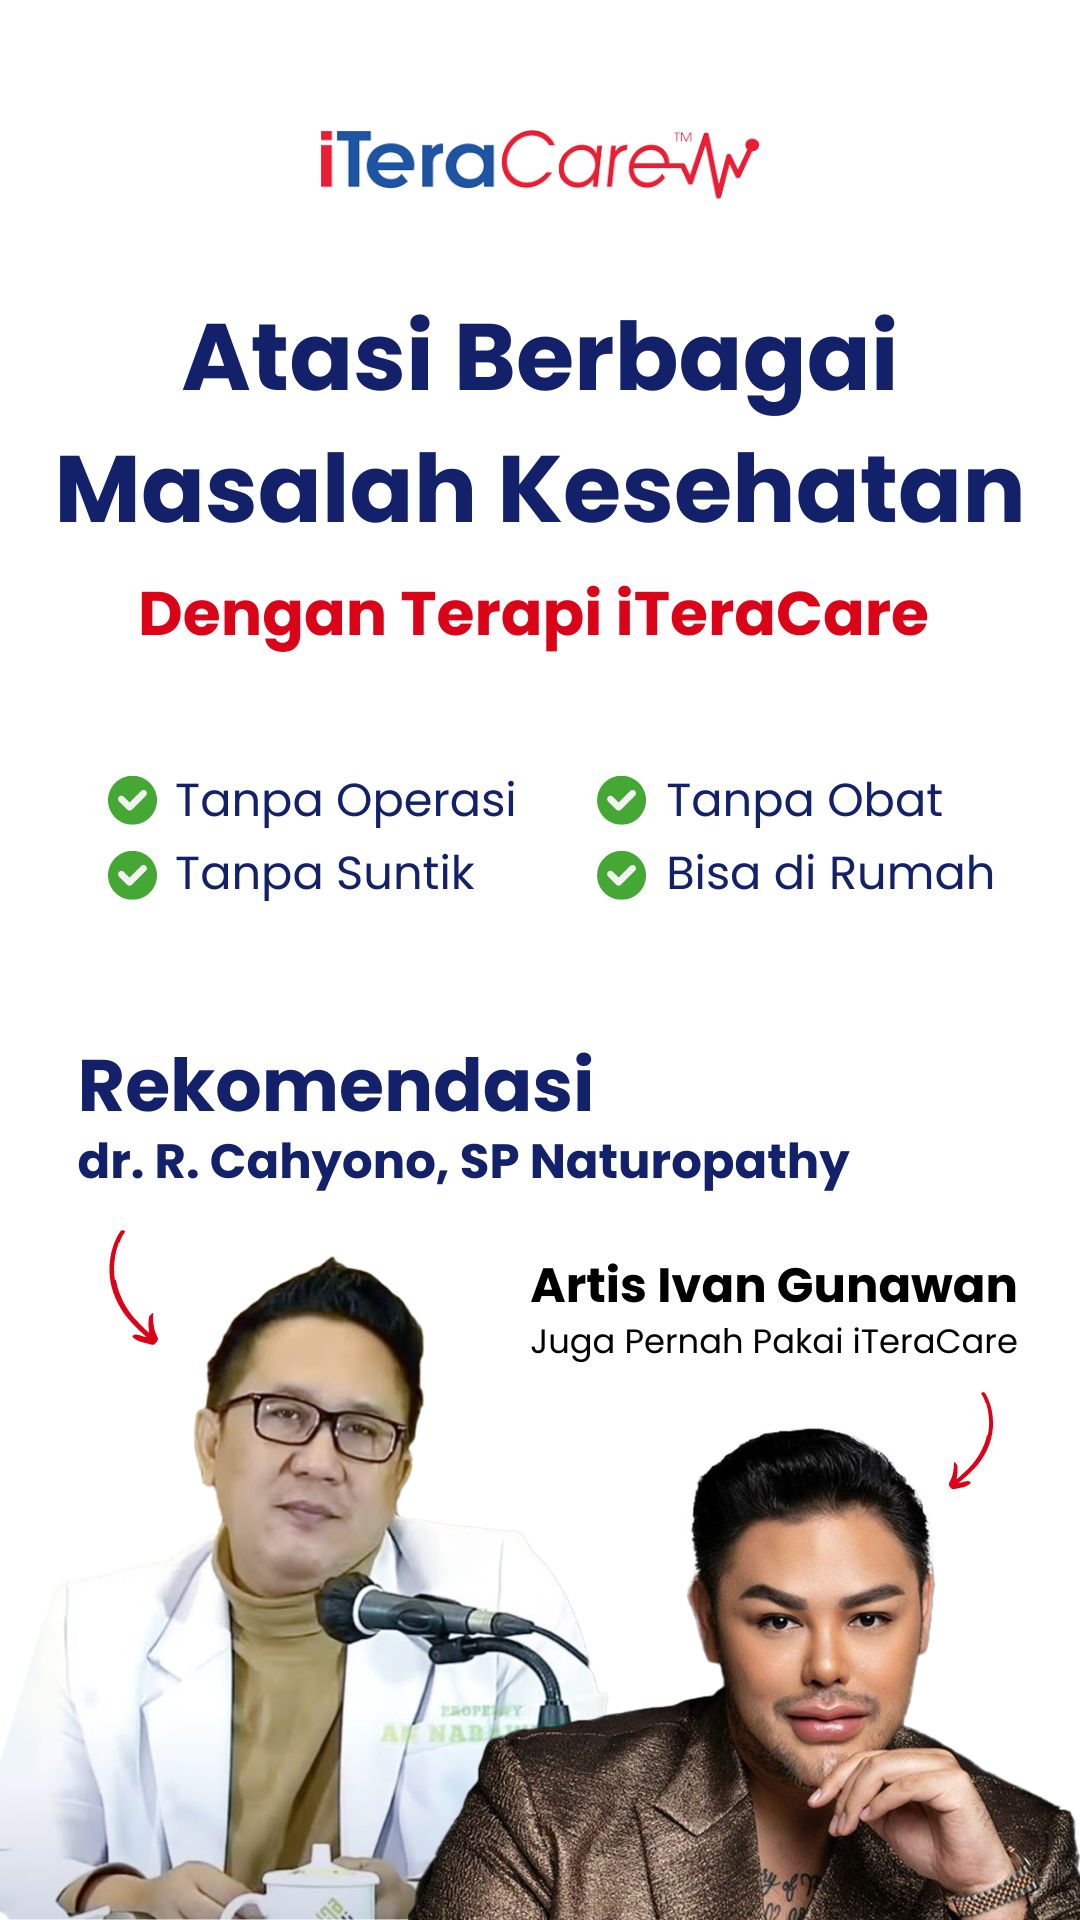 iTeraCare™
Atasi Berbagai
Masalah Kesehatan
Dengan Terapi iTeraCare
Tanpa Operasi
Tanpa Obat
Tanpa Suntik
Bisa di Rumah
Rekomendasi
dr. R. Cahyono, SP Naturopathy
Artis Ivan Gunawan
Juga Pernah Pakai iTeraCare
PROPERTY